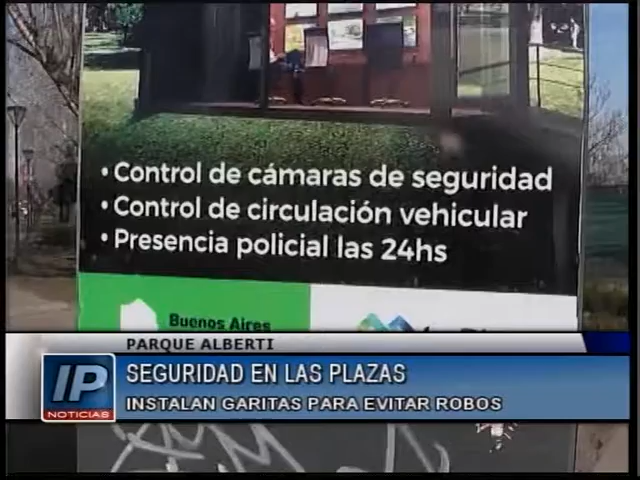 • Control de cámaras de seguridad
• Control de circulación vehicular
• Presencia policial las 24hs
Buenos Aires
PARQUE ALBERTI
SEGURIDAD EN LAS PLAZAS
INSTALAN GARITAS PARA EVITAR ROBOS
IP
NOTICIAS